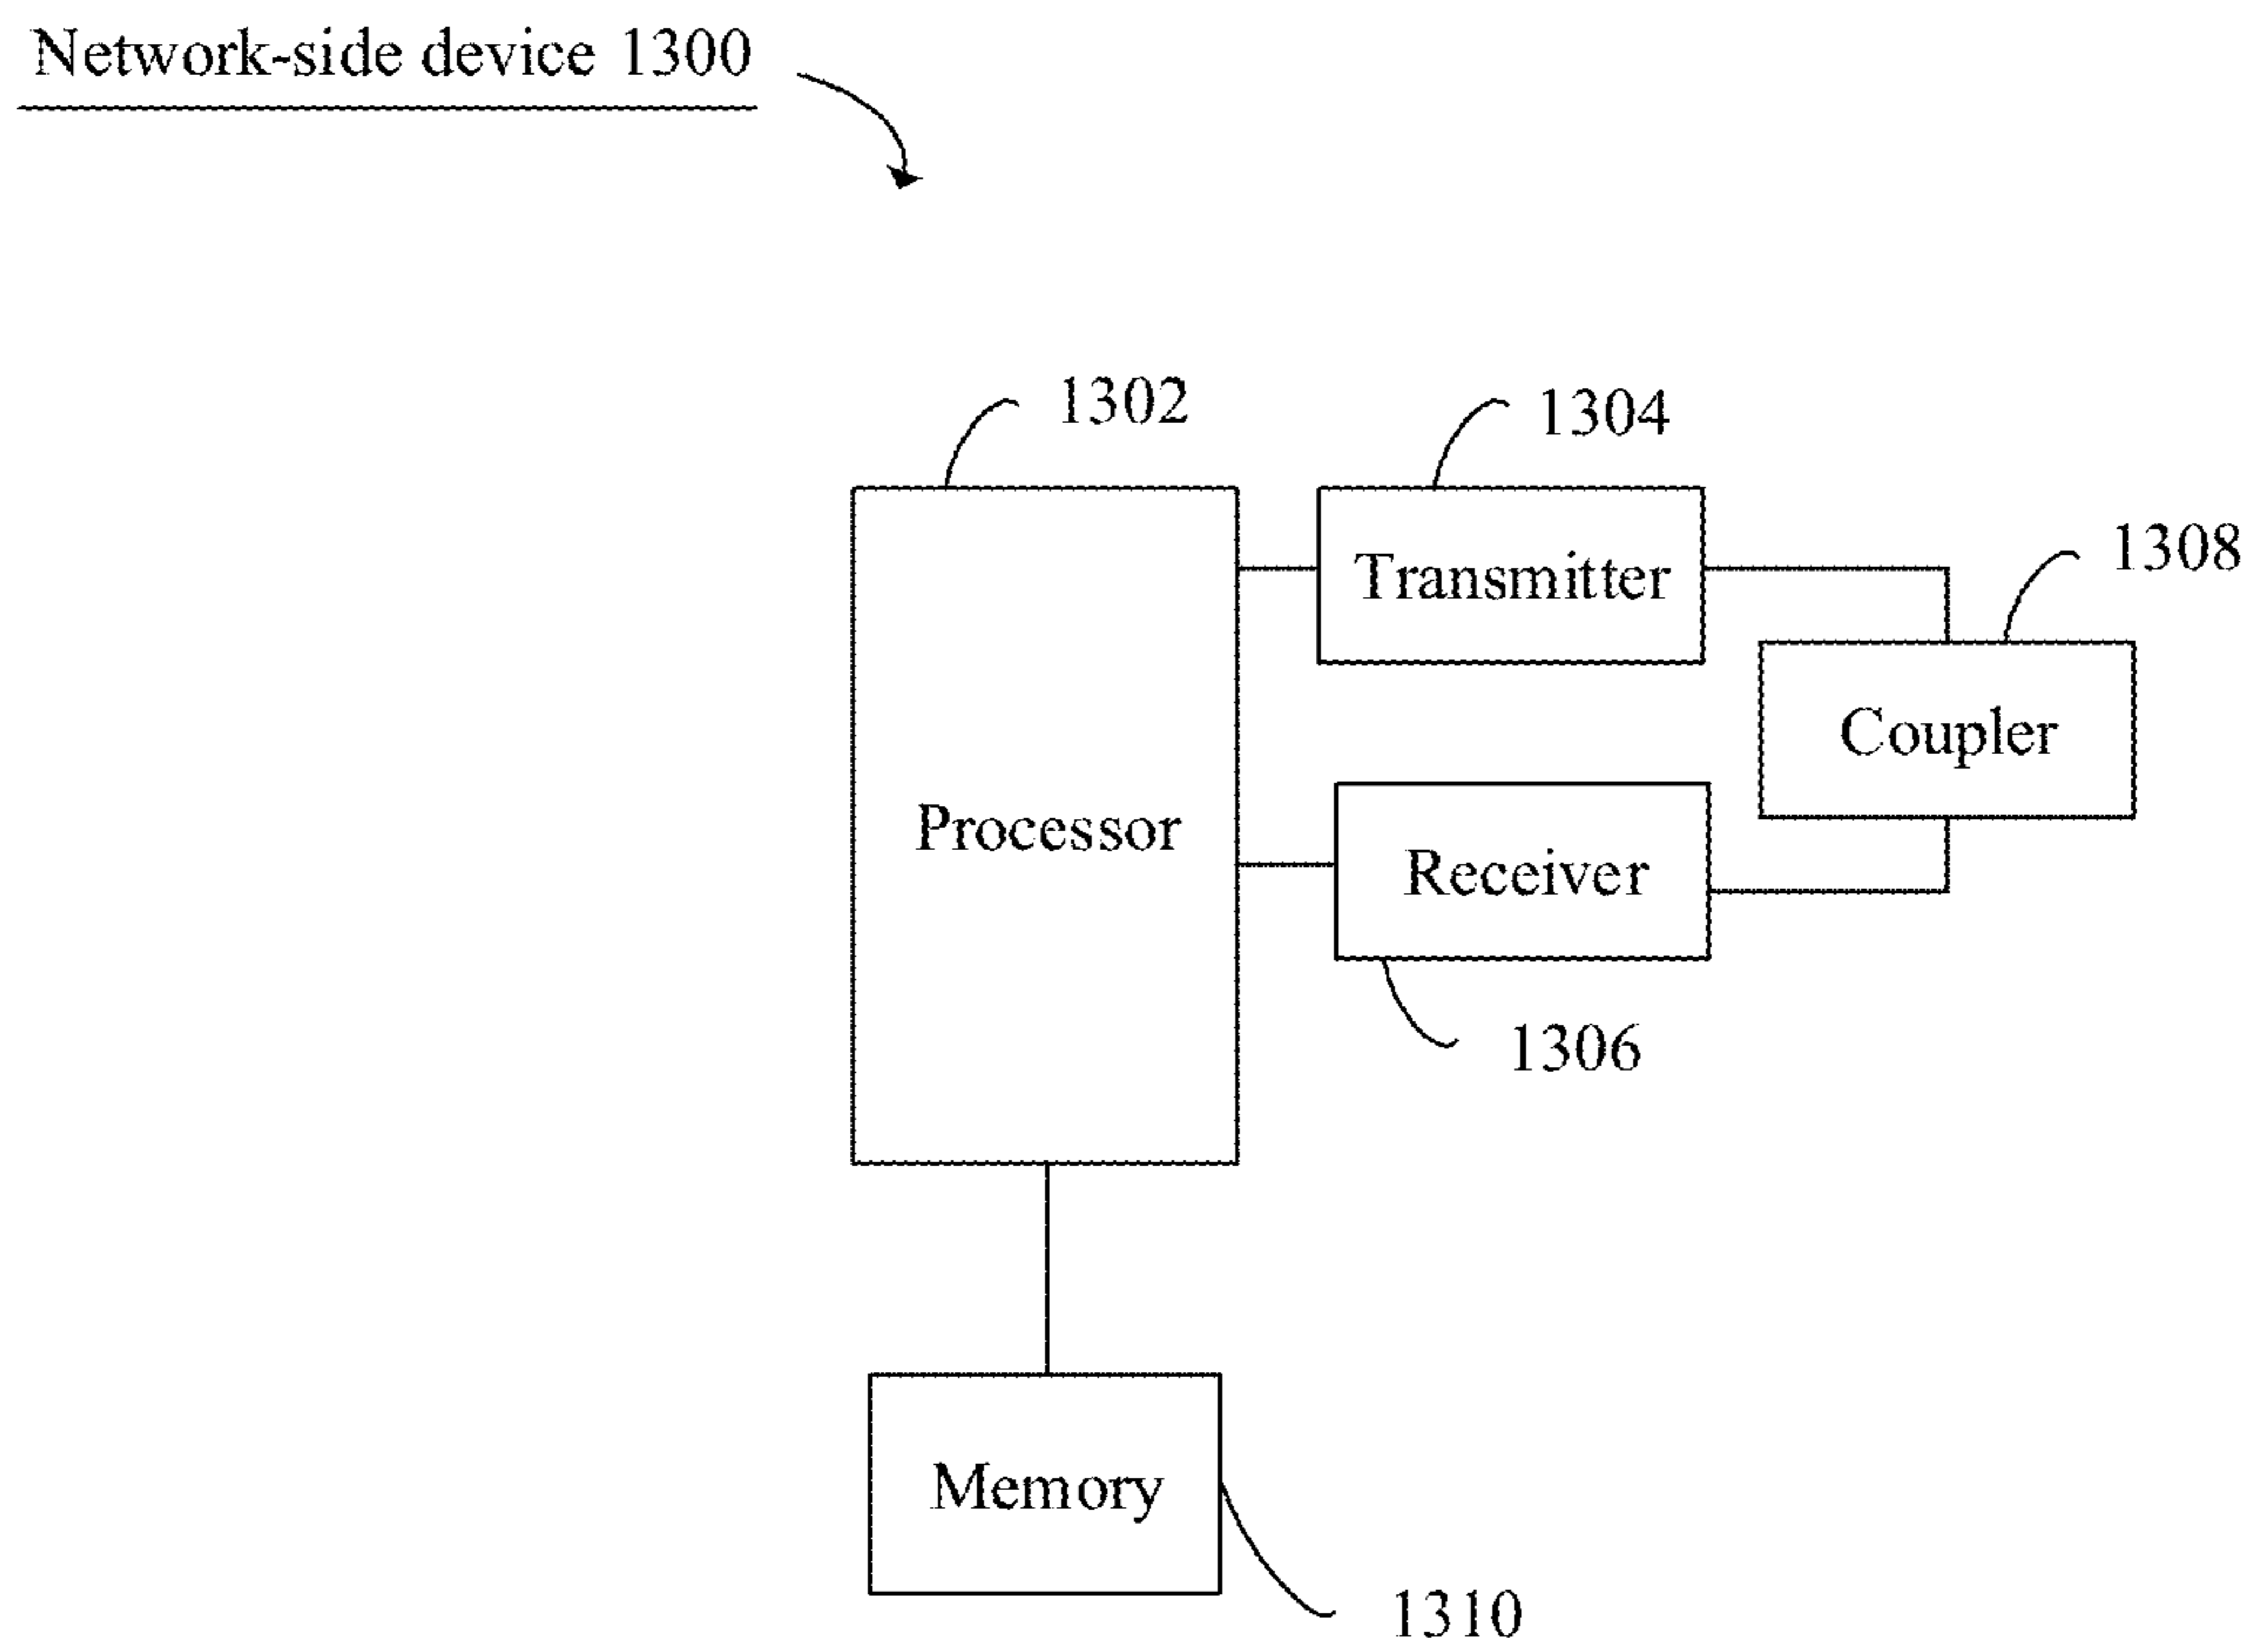 Network-side device 1300
1302
1304
Transmitter
1308
Coupler
Processor
Receiver
1306
Memory
1310